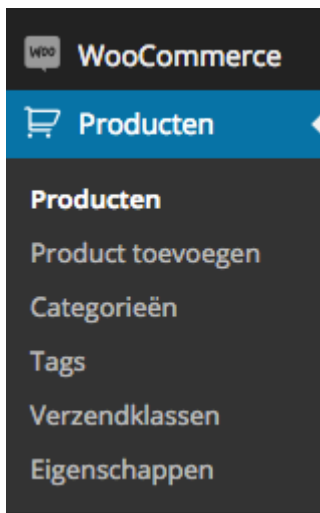 Woo WooCommerce
Producten
Producten
Product toevoegen
Categorieën
Tags
Verzendklassen
Eigenschappen